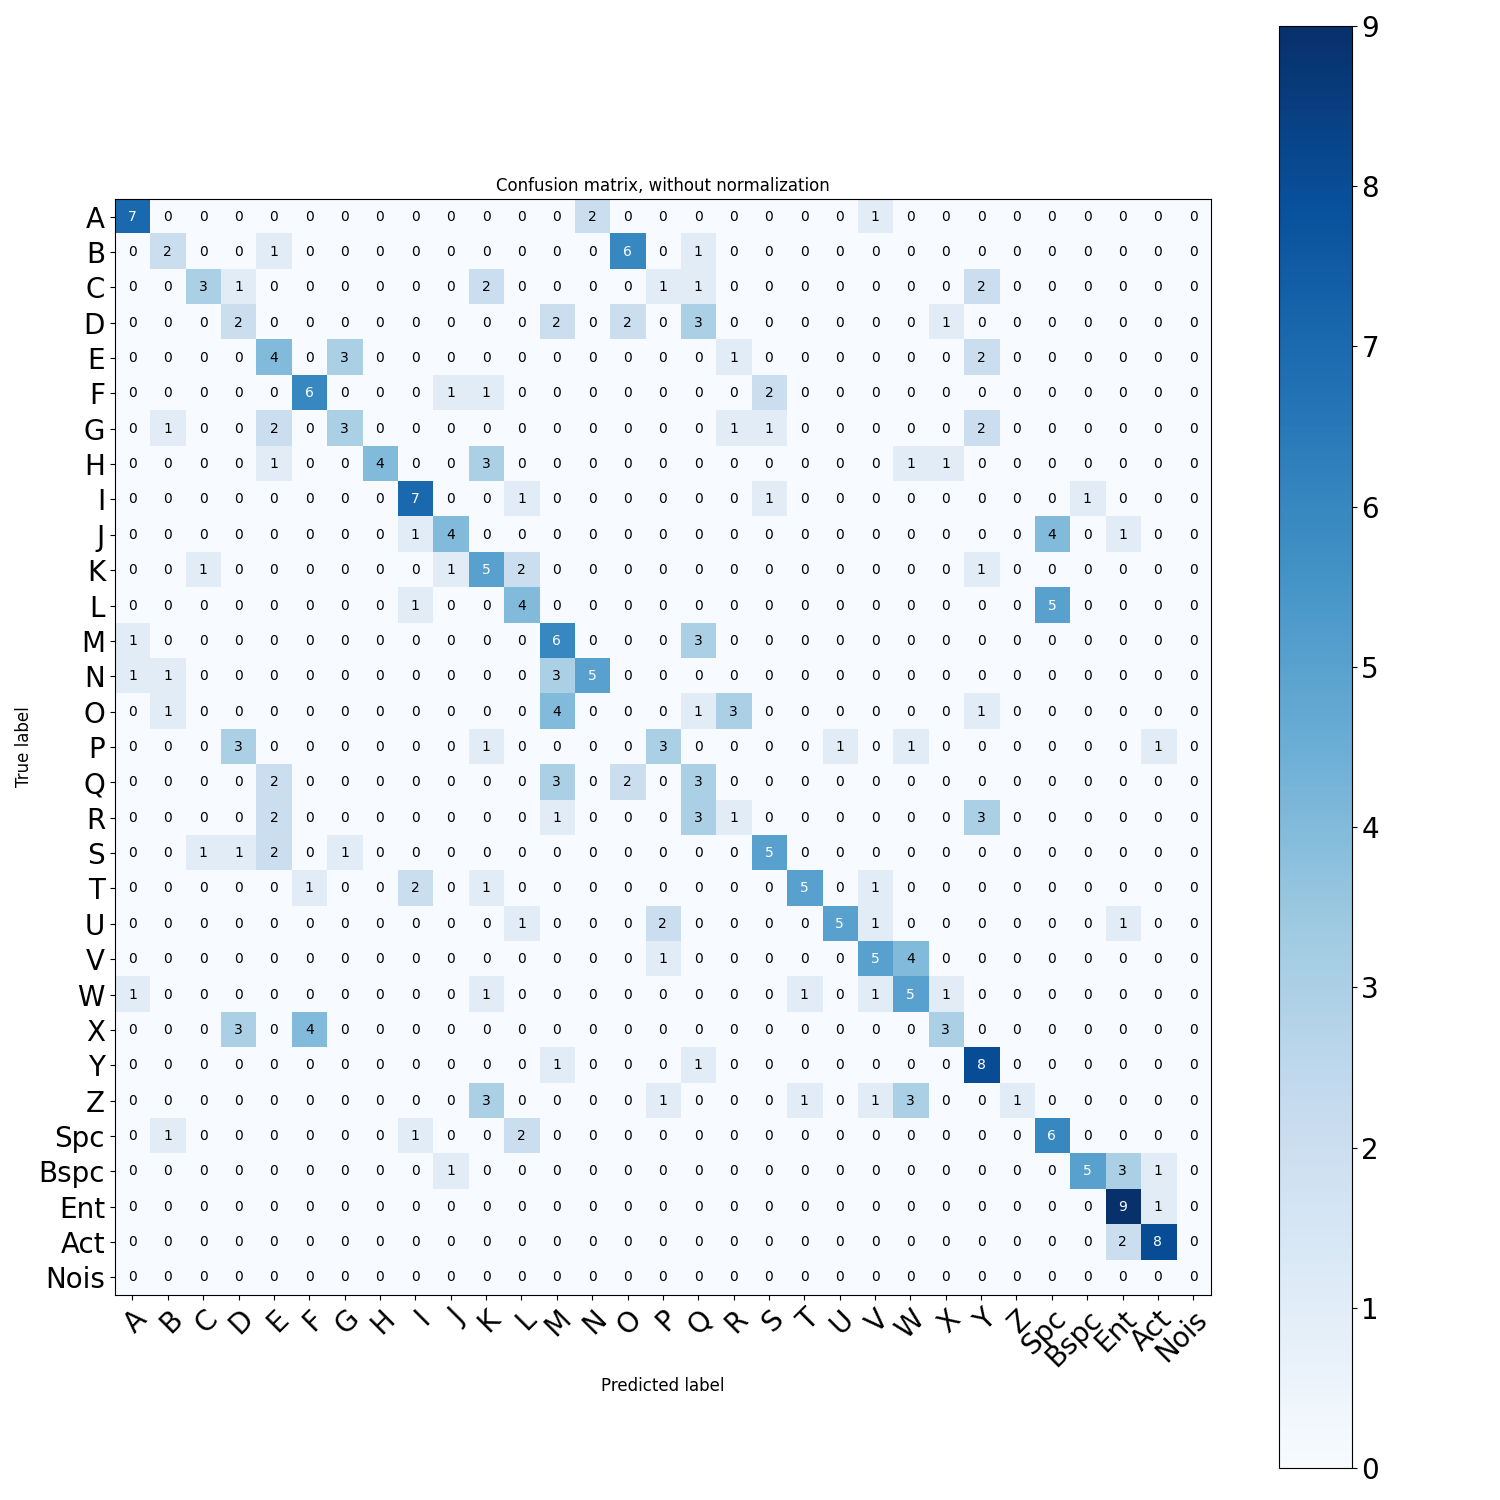 Confusion matrix, without normalization
A 7 0 0 0 0 0 0 0 0 0 0 0 0 2 0 0 0 0 0 0 0 1 0 0 0 0 0 0 0 0 0
B 0 2 0 0 1 0 0 0 0 0 0 0 0 0 6 0 1 0 0 0 0 0 0 0 0 0 0 0 0 0 0
C 0 0 3 1 0 0 0 0 0 0 2 0 0 0 0 1 1 0 0 0 0 0 0 0 2 0 0 0 0 0 0
D 0 0 0 2 0 0 0 0 0 0 0 0 2 0 2 0 3 0 0 0 0 0 0 1 0 0 0 0 0 0 0
E 0 0 0 0 4 0 3 0 0 0 0 0 0 0 0 0 0 1 0 0 0 0 0 0 2 0 0 0 0 0 0
F 0 0 0 0 0 6 0 0 0 1 1 0 0 0 0 0 0 0 2 0 0 0 0 0 0 0 0 0 0 0 0
G 0 1 0 0 2 0 3 0 0 0 0 0 0 0 0 0 0 1 1 0 0 0 0 0 2 0 0 0 0 0 0
H 0 0 0 0 1 0 0 4 0 0 3 0 0 0 0 0 0 0 0 0 0 0 1 1 0 0 0 0 0 0 0
I 0 0 0 0 0 0 0 0 7 0 0 1 0 0 0 0 0 0 1 0 0 0 0 0 0 0 0 1 0 0 0
J 0 0 0 0 0 0 0 0 1 4 0 0 0 0 0 0 0 0 0 0 0 0 0 0 0 0 4 0 1 0 0
K 0 0 1 0 0 0 0 0 0 1 5 2 0 0 0 0 0 0 0 0 0 0 0 0 1 0 0 0 0 0 0
L 0 0 0 0 0 0 0 0 1 0 0 4 0 0 0 0 0 0 0 0 0 0 0 0 0 0 5 0 0 0 0
M 1 0 0 0 0 0 0 0 0 0 0 0 6 0 0 0 3 0 0 0 0 0 0 0 0 0 0 0 0 0 0
N 1 1 0 0 0 0 0 0 0 0 0 0 3 5 0 0 0 0 0 0 0 0 0 0 0 0 0 0 0 0 0
O 0 1 0 0 0 0 0 0 0 0 0 0 4 0 0 0 1 3 0 0 0 0 0 0 1 0 0 0 0 0 0
P 0 0 0 3 0 0 0 0 0 0 1 0 0 0 0 3 0 0 0 0 1 0 1 0 0 0 0 0 0 1 0
Q 0 0 0 0 2 0 0 0 0 0 0 0 3 0 2 0 3 0 0 0 0 0 0 0 0 0 0 0 0 0 0
R 0 0 0 0 2 0 0 0 0 0 0 0 1 0 0 0 3 1 0 0 0 0 0 0 3 0 0 0 0 0 0
S 0 0 1 1 2 0 1 0 0 0 0 0 0 0 0 0 0 0 5 0 0 0 0 0 0 0 0 0 0 0 0
T 0 0 0 0 0 1 0 0 2 0 1 0 0 0 0 0 0 0 0 5 0 1 0 0 0 0 0 0 0 0 0
U 0 0 0 0 0 0 0 0 0 0 0 1 0 0 0 2 0 0 0 0 5 1 0 0 0 0 0 0 1 0 0
V 0 0 0 0 0 0 0 0 0 0 0 0 0 0 0 1 0 0 0 0 0 5 4 0 0 0 0 0 0 0 0
W 1 0 0 0 0 0 0 0 0 0 1 0 0 0 0 0 0 0 0 1 0 1 5 1 0 0 0 0 0 0 0
X 0 0 0 3 0 4 0 0 0 0 0 0 0 0 0 0 0 0 0 0 0 0 0 3 0 0 0 0 0 0 0
Y 0 0 0 0 0 0 0 0 0 0 0 0 1 0 0 0 1 0 0 0 0 0 0 0 8 0 0 0 0 0 0
Z 0 0 0 0 0 0 0 0 0 0 3 0 0 0 0 1 0 0 0 1 0 1 3 0 0 1 0 0 0 0 0
Spc 0 1 0 0 0 0 0 0 1 0 0 2 0 0 0 0 0 0 0 0 0 0 0 0 0 0 6 0 0 0 0
Bspc 0 0 0 0 0 0 0 0 0 1 0 0 0 0 0 0 0 0 0 0 0 0 0 0 0 0 0 5 3 1 0
Ent 0 0 0 0 0 0 0 0 0 0 0 0 0 0 0 0 0 0 0 0 0 0 0 0 0 0 0 0 9 1 0
Act 0 0 0 0 0 0 0 0 0 0 0 0 0 0 0 0 0 0 0 0 0 0 0 0 0 0 0 0 2 8 0
Nois 0 0 0 0 0 0 0 0 0 0 0 0 0 0 0 0 0 0 0 0 0 0 0 0 0 0 0 0 0 0 0
A B C D E F G H I J K L M N O P Q R S T U V W X Y Z Spc Bspc Ent Act Nois
Predicted label
True label
9
8
7
6
5
4
3
2
1
0